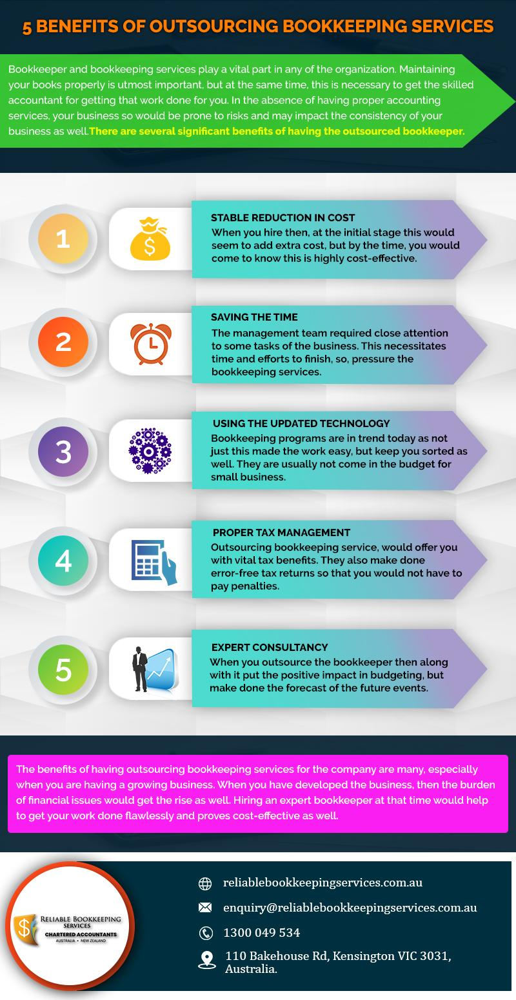 5 BENEFITS OF OUTSOURCING BOOKKEEPING SERVICES
Bookkeeper and bookkeeping services play a vital part in any of the organization. Maintaining
your books properly is utmost important, but at the same time, this is necessary to get the skilled
accountant for getting that work done for you. In the absence of having proper accounting
services, your business so would be prone to risks and may impact the consistency of your
business as well.There are several significant benefits of having the outsourced bookkeeper.
1
$
STABLE REDUCTION IN COST
When you hire then, at the initial stage this would
seem to add extra cost, but by the time, you would
come to know this is highly cost-effective.
2
SAVING THE TIME
The management team required close attention
to some tasks of the business. This necessitates
time and efforts to finish, so, pressure the
bookkeeping services.
3
USING THE UPDATED TECHNOLOGY
Bookkeeping programs are in trend today as not
just this made the work easy, but keep you sorted as
well. They are usually not come in the budget for
small business.
4
PROPER TAX MANAGEMENT
Outsourcing bookkeeping service, would offer you
with vital tax benefits. They also make done
error-free tax returns so that you would not have to
pay penalties.
5
EXPERT CONSULTANCY
When you outsource the bookkeeper then along
with it put the positive impact in budgeting, but
make done the forecast of the future events.
The benefits of having outsourcing bookkeeping services for the company are many, especially
when you are having a growing business. When you have developed the business, then the burden
of financial issues would get the rise as well. Hiring an expert bookkeeper at that time would help
to get your work done flawlessly and proves cost-effective as well.
$
RELIABLE BOOKKEEPING
SERVICES
CHARTERED ACCOUNTANTS
AUSTRALIA • NEW ZEALAND
reliablebookkeepingservices.com.au
enquiry@reliablebookkeepingservices.com.au
1300 049 534
110 Bakehouse Rd, Kensington VIC 3031,
Australia.